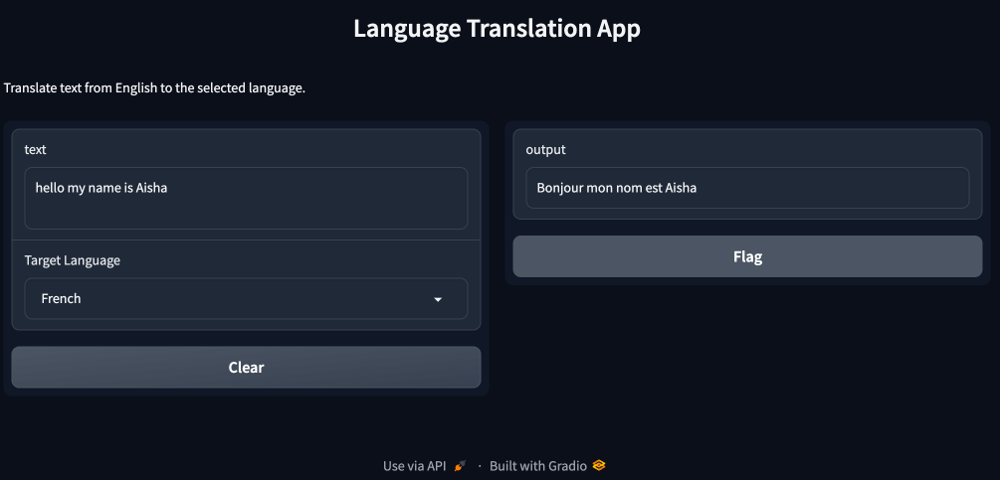 Language Translation App
Translate text from English to the selected language.
text
hello my name is Aisha
Target Language
French
Clear
output
Bonjour mon nom est Aisha
Flag
Use via API · Built with Gradio